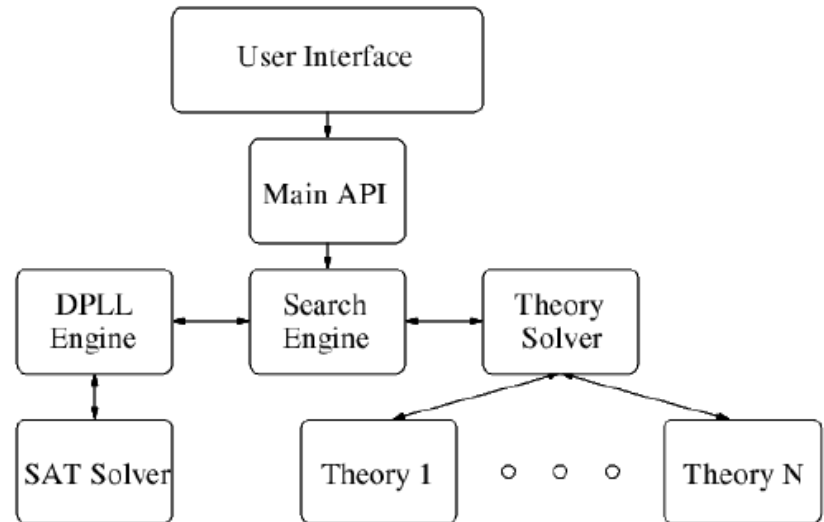 User Interface
Main API
DPLL
Engine
Search
Engine
Theory
Solver
SAT Solver
Theory 1
Theory N